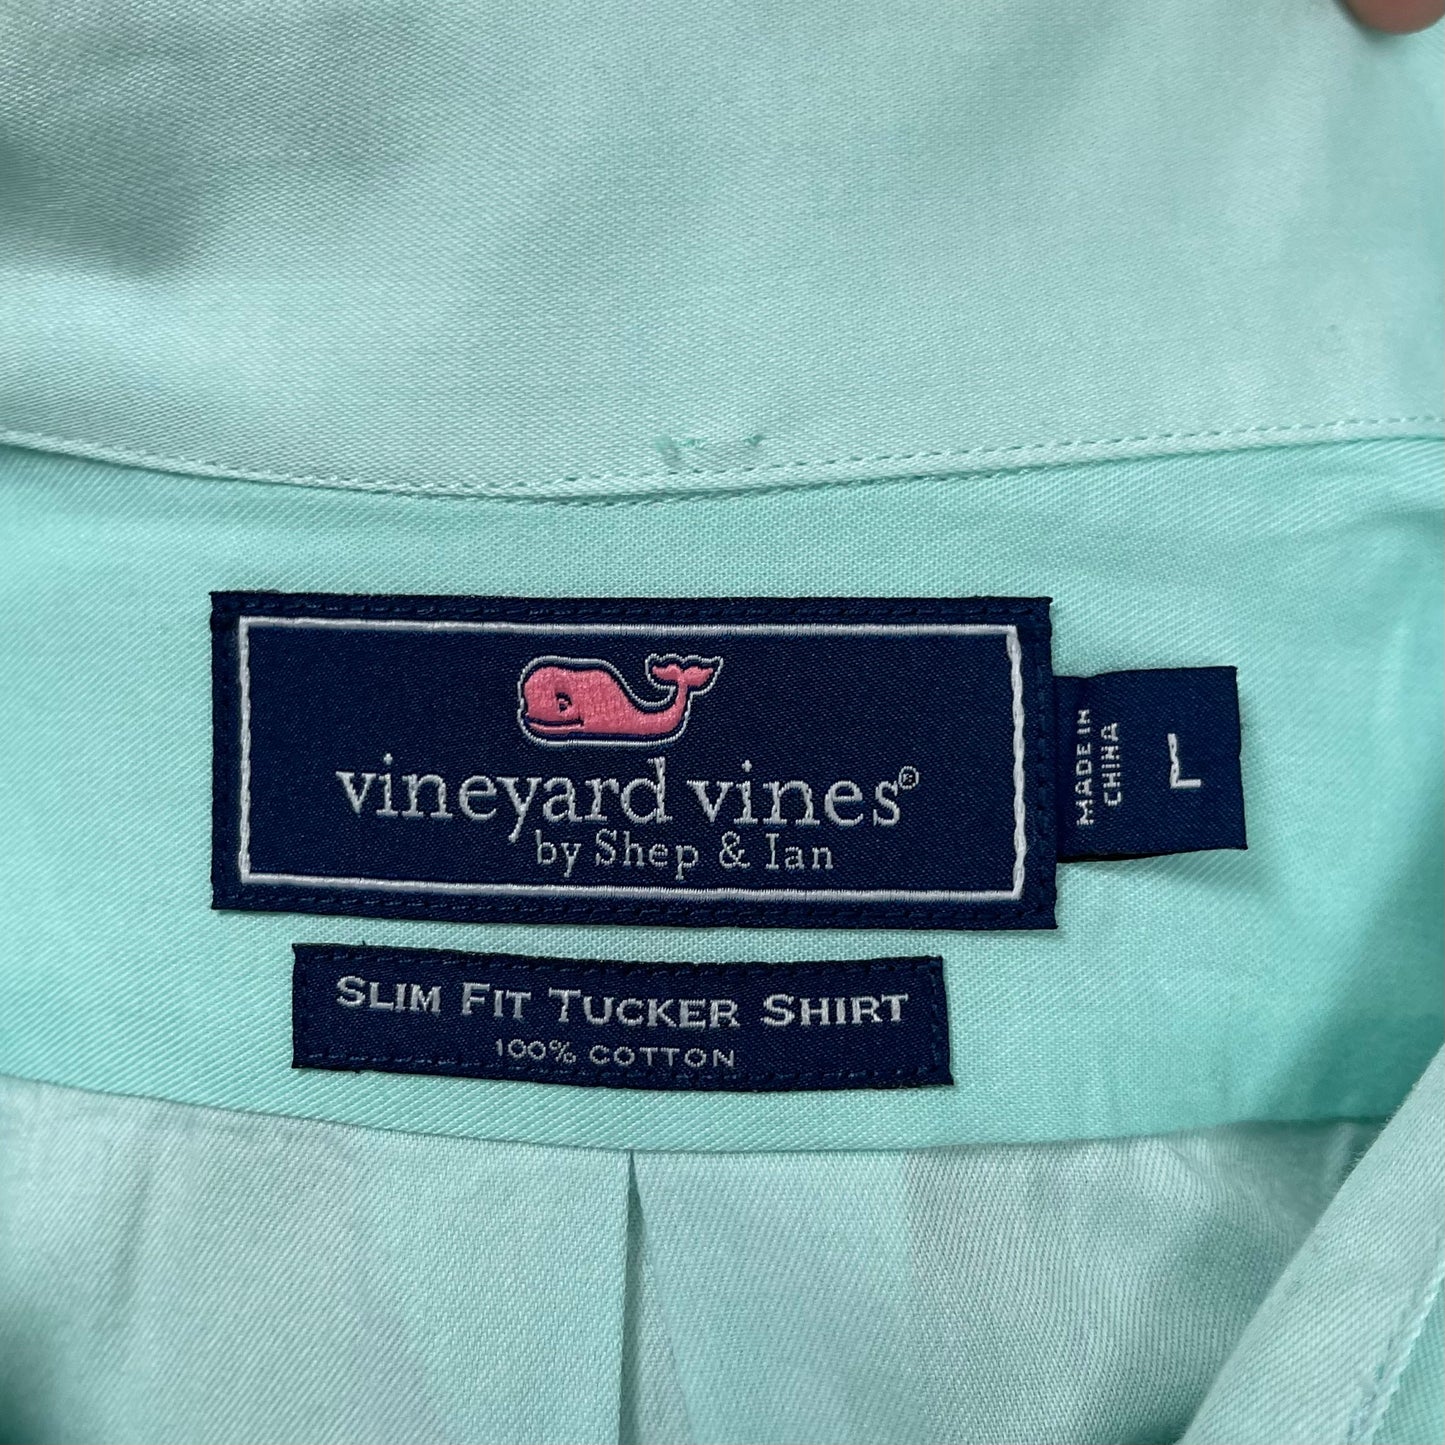 vineyard vines®
by Shep & Ian
MADE IN
CHINA
L
SLIM FIT TUCKER SHIRT
100% COTTON